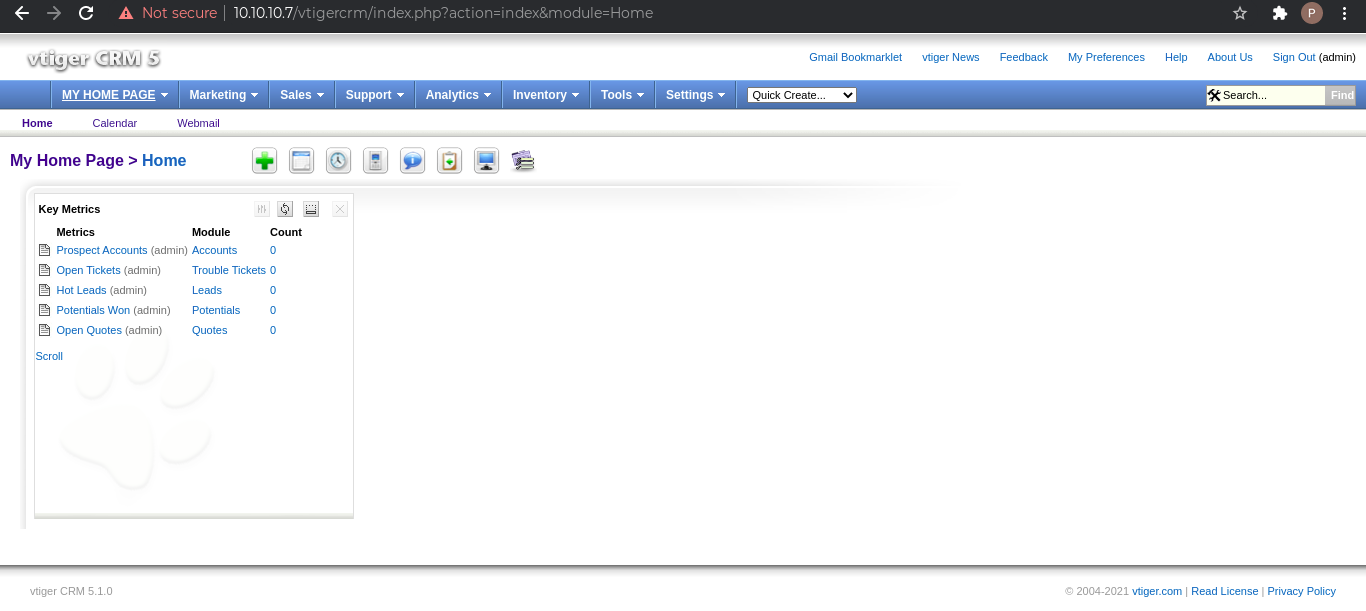 Not secure 10.10.10.7/vtigercrm/index.php?action=index&module=Home P
vtiger CRM 5 Gmail Bookmarklet vtiger News Feedback My Preferences Help About Us Sign Out (admin)
MY HOME PAGE Marketing Sales Support Analytics Inventory Tools Settings Quick Create... Search... Find
Home Calendar Webmail
My Home Page > Home
Key Metrics
Metrics Module Count
Prospect Accounts (admin) Accounts 0
Open Tickets (admin) Trouble Tickets 0
Hot Leads (admin) Leads 0
Potentials Won (admin) Potentials 0
Open Quotes (admin) Quotes 0
Scroll
vtiger CRM 5.1.0 © 2004-2021 vtiger.com | Read License | Privacy Policy